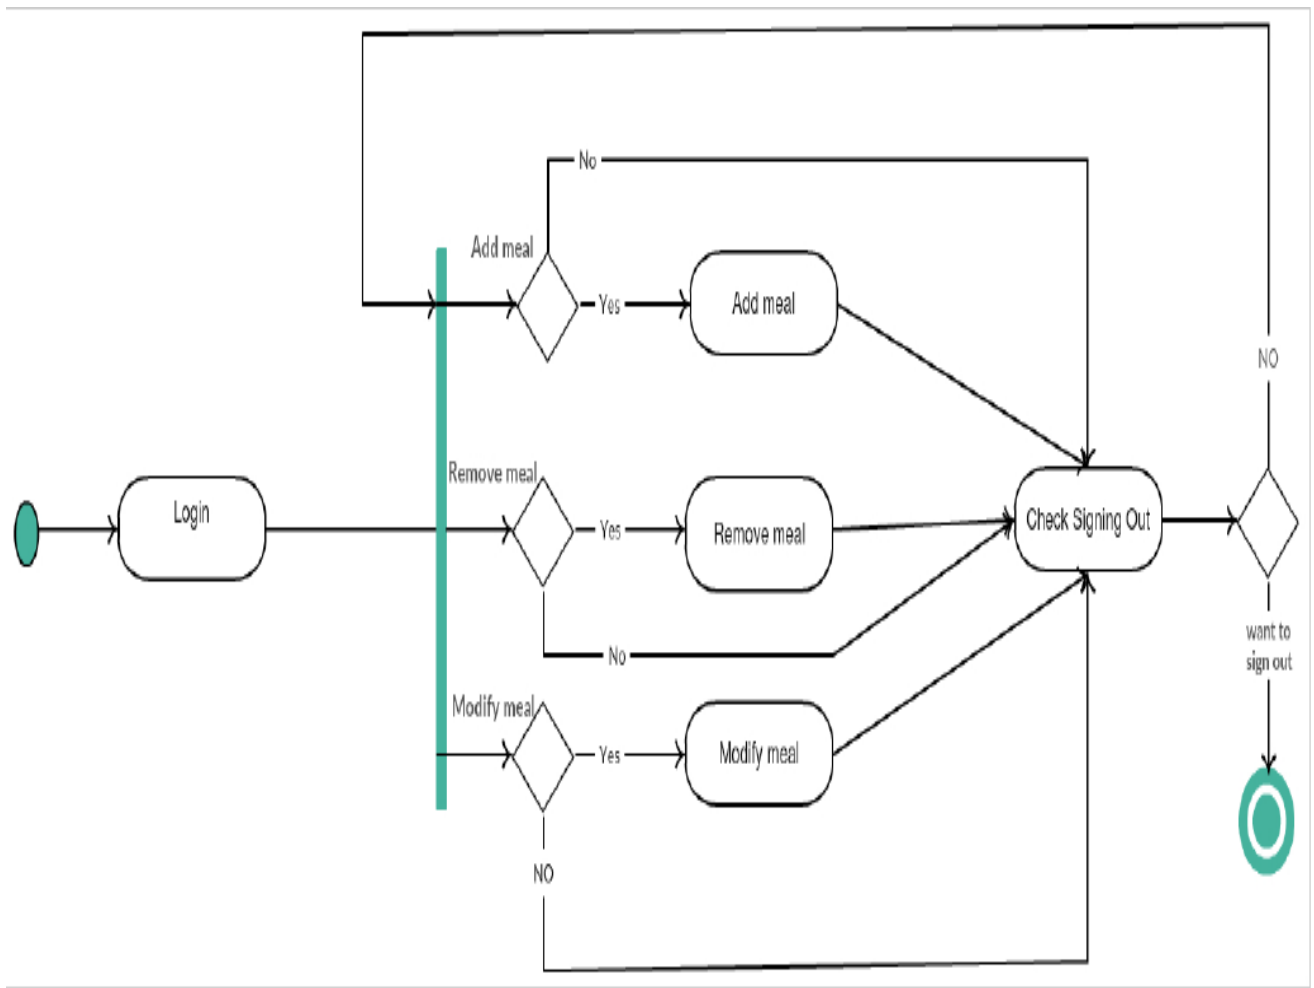 No
Add meal
Yes
Add meal
NO
Remove meal
Login
Yes
Remove meal
Check Signing Out
want to
sign out
No
Modify meal
Yes
Modify meal
NO